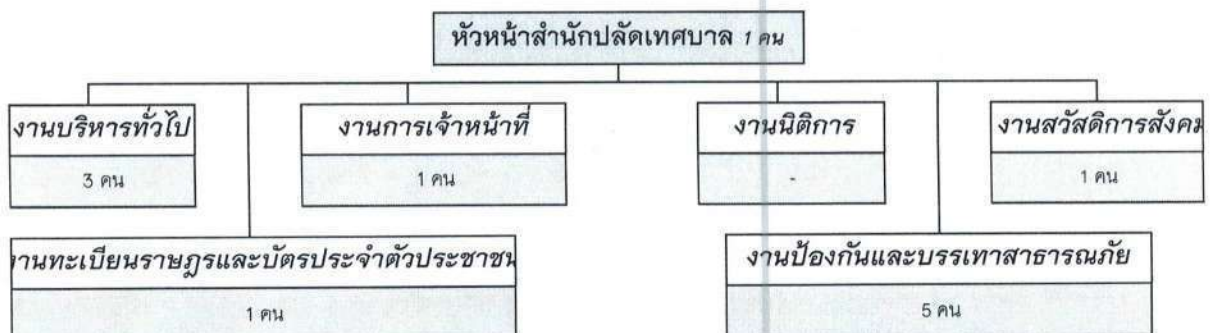 หัวหน้าสำนักปลัดเทศบาล 1 คน
งานบริหารทั่วไป
3 คน
งานการเจ้าหน้าที่
1 คน
งานนิติการ
-
งานสวัสดิการสังคม
1 คน
งานทะเบียนราษฎรและบัตรประจำตัวประชาชน
1 คน
งานป้องกันและบรรเทาสาธารณภัย
5 คน